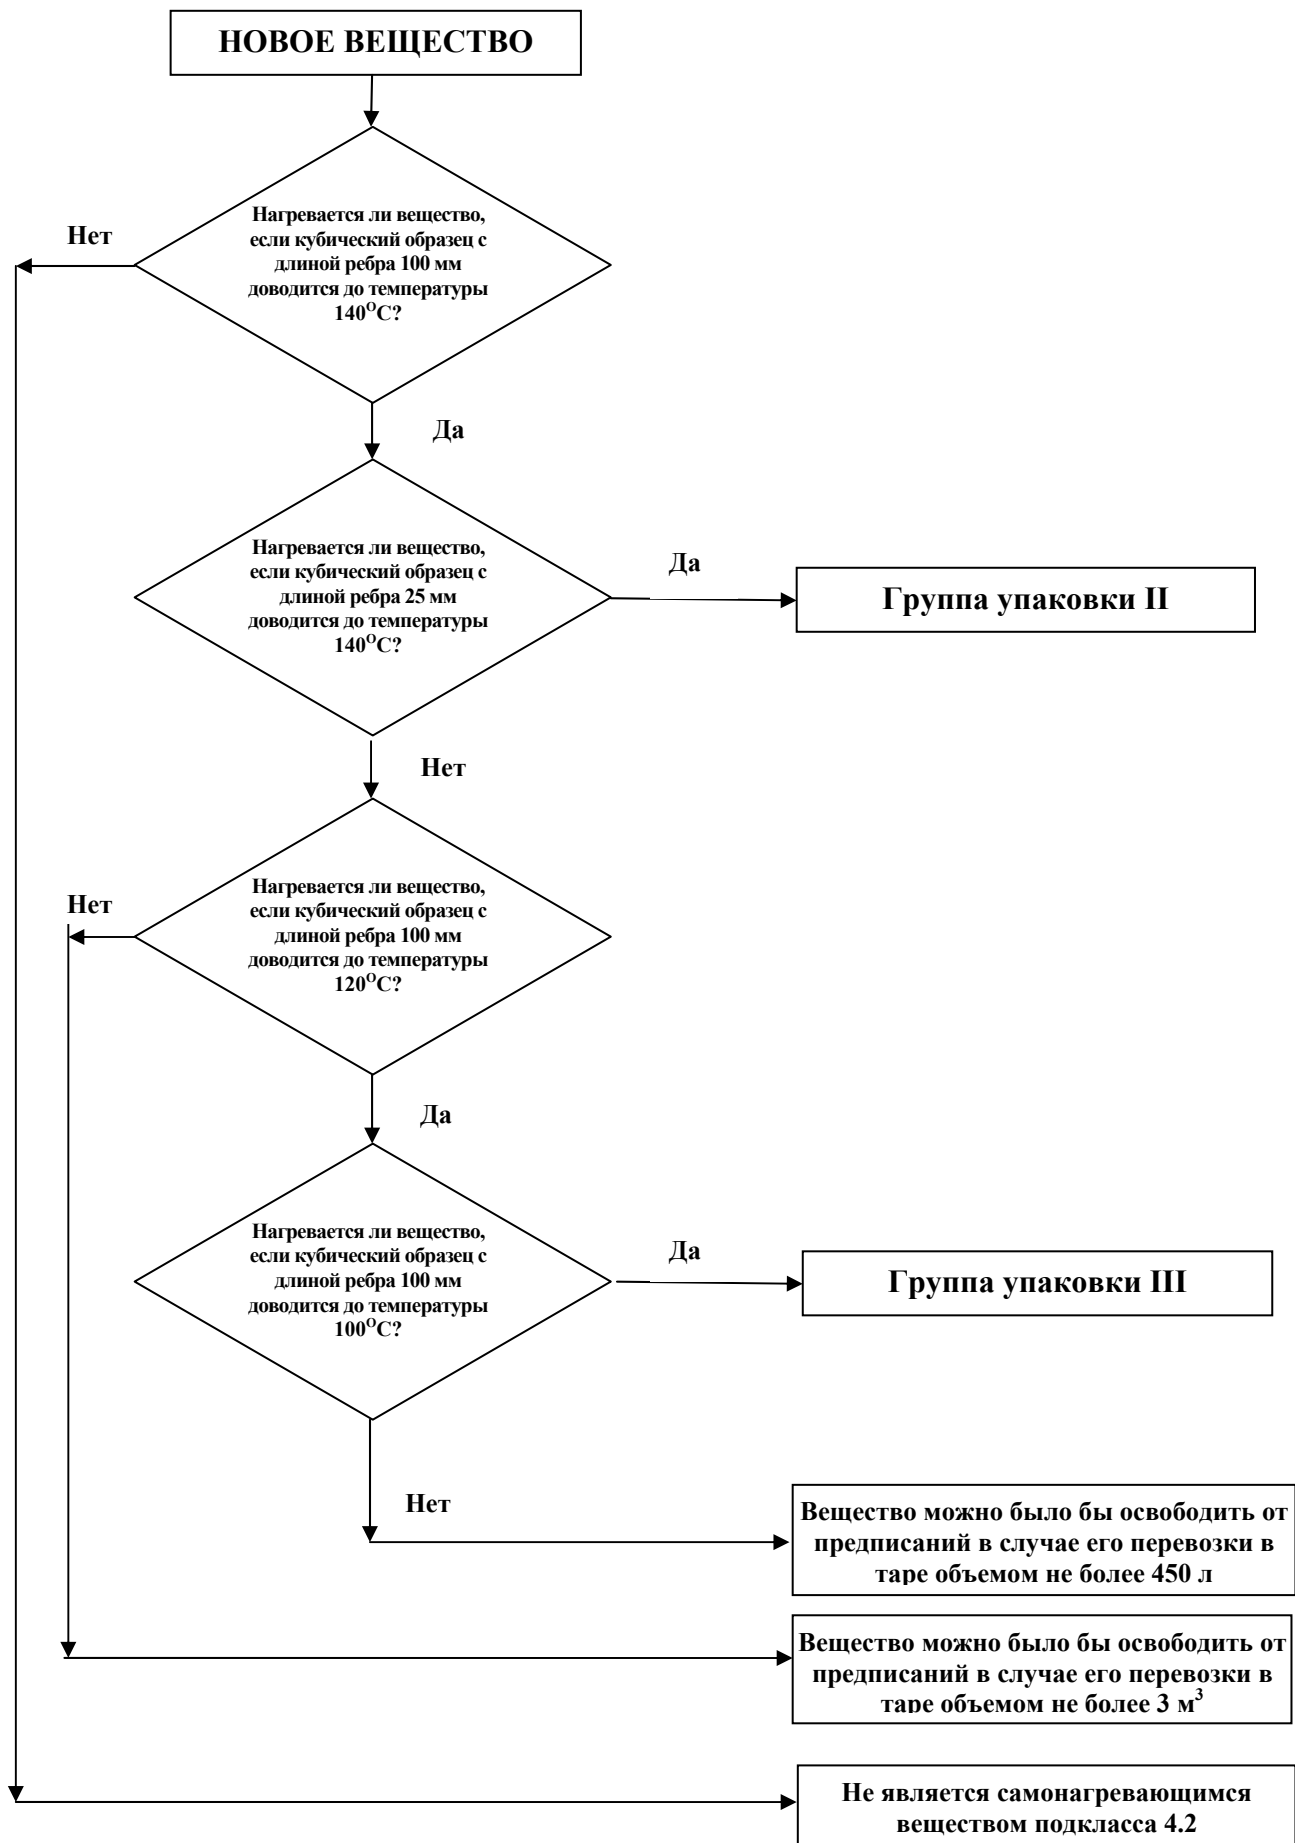 НОВОЕ ВЕЩЕСТВО
Нагревается ли вещество,
если кубический образец с
длиной ребра 100 мм
доводится до температуры
140⁰С?
Нет
Да
Нагревается ли вещество,
если кубический образец с
длиной ребра 25 мм
доводится до температуры
140⁰С?
Да
Группа упаковки II
Нет
Нагревается ли вещество,
если кубический образец с
длиной ребра 100 мм
доводится до температуры
120⁰С?
Нет
Да
Нагревается ли вещество,
если кубический образец с
длиной ребра 100 мм
доводится до температуры
100⁰С?
Да
Группа упаковки III
Нет
Вещество можно было бы освободить от
предписаний в случае его перевозки в
таре объемом не более 450 л
Вещество можно было бы освободить от
предписаний в случае его перевозки в
таре объемом не более 3 м³
Не является самонагревающимся
веществом подкласса 4.2